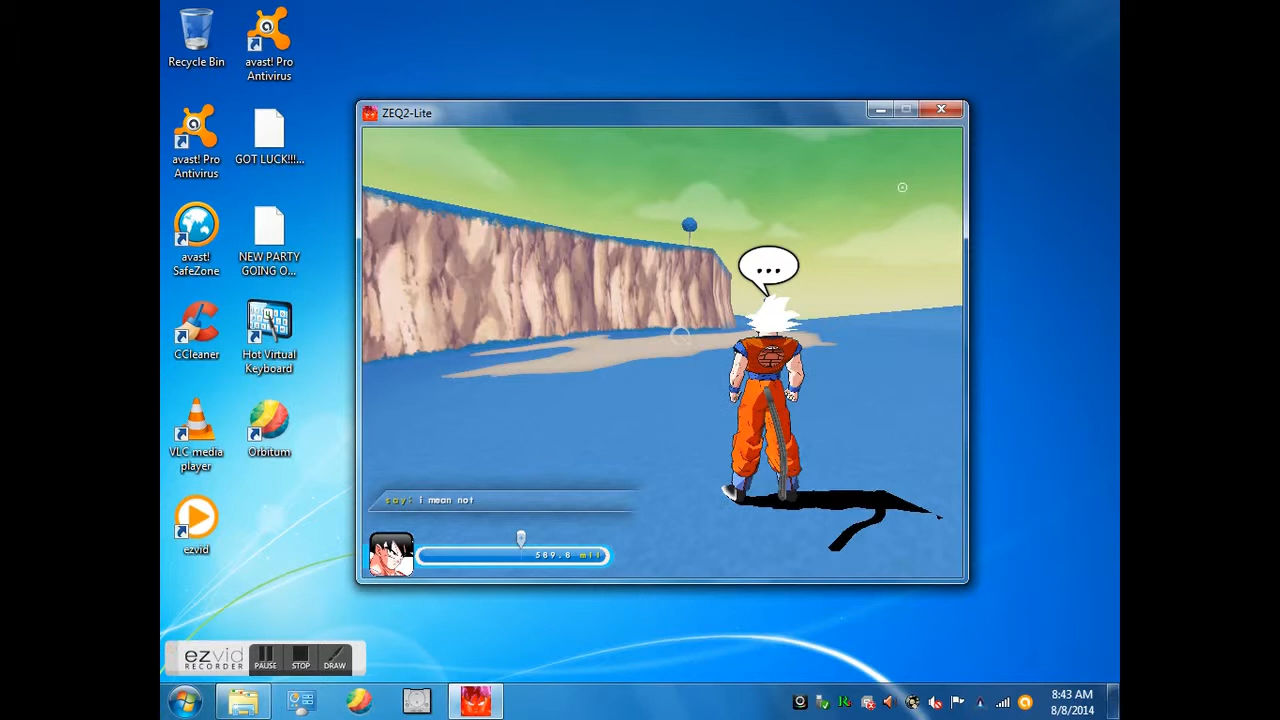 Recycle Bin
avast! Pro
Antivirus
avast! Pro
Antivirus
GOT LUCK!!!...
avast!
SafeZone
NEW PARTY
GOING O...
CCleaner
Hot Virtual
Keyboard
VLC media
player
Orbitum
ezvid
ZEQ2-Lite
...
say: i mean not
589.8 mil
ezvid
RECORDER
PAUSE
STOP
DRAW
8:43 AM
8/8/2014